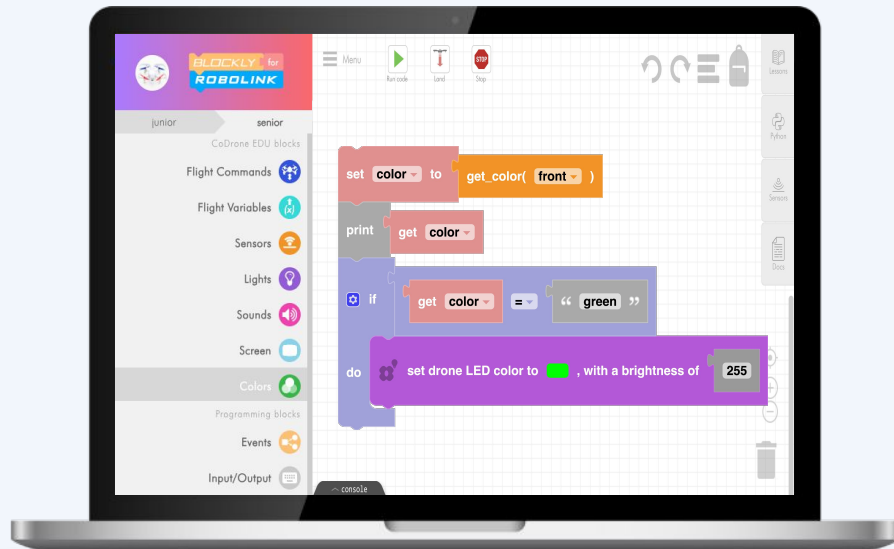 BLOCKLY for
ROBOLINK
Menu
Run code
Land
STOP
Stop
Lessons
Python
Sensors
Docs
junior
senior
CoDrone EDU blocks
Flight Commands
Flight Variables
(x)
Sensors
Lights
Sounds
Screen
Colors
Programming blocks
Events
Input/Output
set color to get_color( front )
print get color
if get color = “ green ”
do set drone LED color to , with a brightness of 255
console